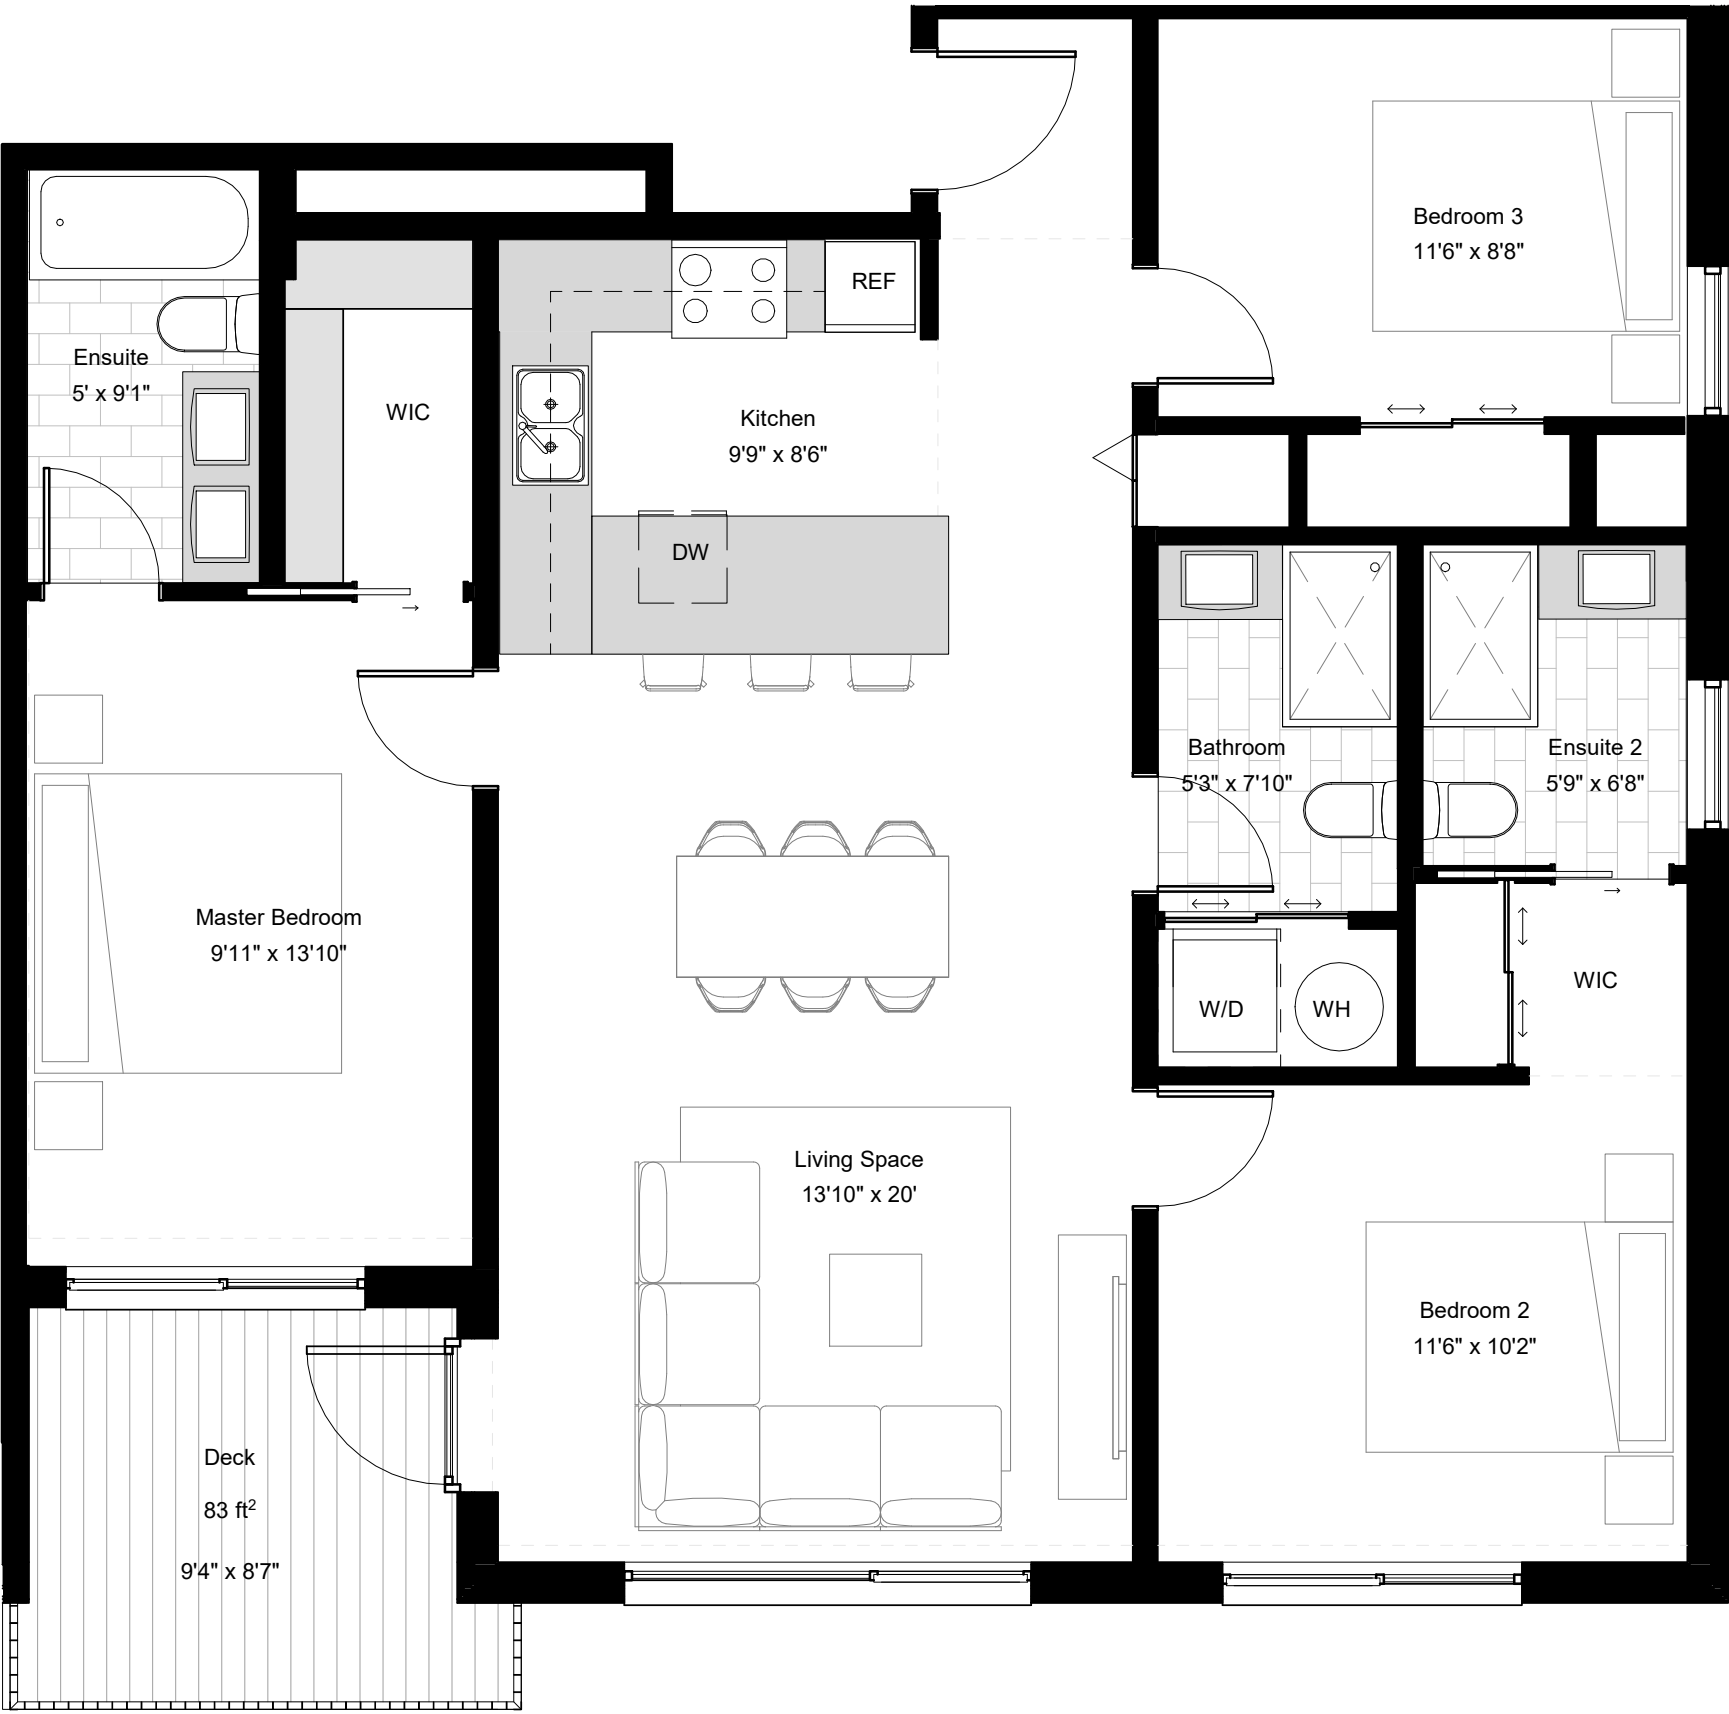 Bedroom 3
11'6" x 8'8"
REF
Ensuite
5' x 9'1"
WIC
Kitchen
9'9" x 8'6"
DW
Bathroom
5'3" x 7'10"
Ensuite 2
5'9" x 6'8"
Master Bedroom
9'11" x 13'10"
WIC
W/D
WH
Living Space
13'10" x 20'
Bedroom 2
11'6" x 10'2"
Deck
83 ft²
9'4" x 8'7"